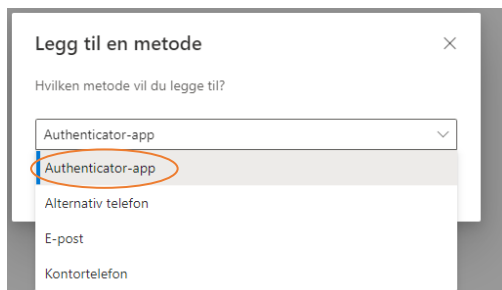 Legg til en metode
Hvilken metode vil du legge til?
Authenticator-app
Authenticator-app
Alternativ telefon
E-post
Kontortelefon